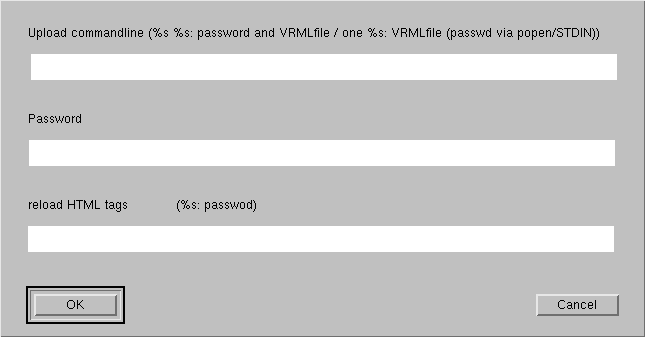 Upload commandline (%s %s: password and VRMLfile / one %s: VRMLfile (passwd via popen/STDIN))
Password
reload HTML tags (%s: passwod)
OK Cancel